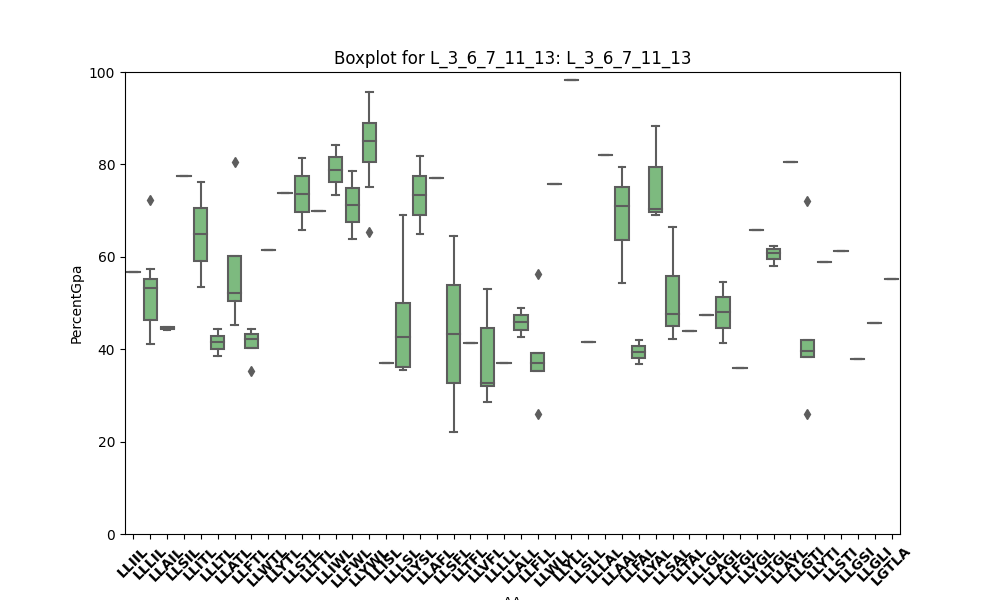 Boxplot for L_3_6_7_11_13: L_3_6_7_11_13
PercentGpa
100
80
60
40
20
0
LLIIL
LLLIL
LLAIL
LLSIL
LLITL
LLLTL
LLATL
LLFTL
LLWTL
LLYTL
LLSTL
LLTTL
LLIWL
LLFWL
LLYWL
LLISL
LLLSL
LLYSL
LLAFL
LLSFL
LLTFL
LLVFL
LLLLL
LLALL
LLFLL
LLWLL
LLYLL
LLSLL
LLLAL
LLAAL
LLFAL
LLYAL
LLSAL
LLTAL
LLLGL
LLAGL
LLFGL
LLYGL
LLTGL
LLAYL
LLGTI
LLYTI
LLSTI
LLGSI
LLGLI
LGTLA